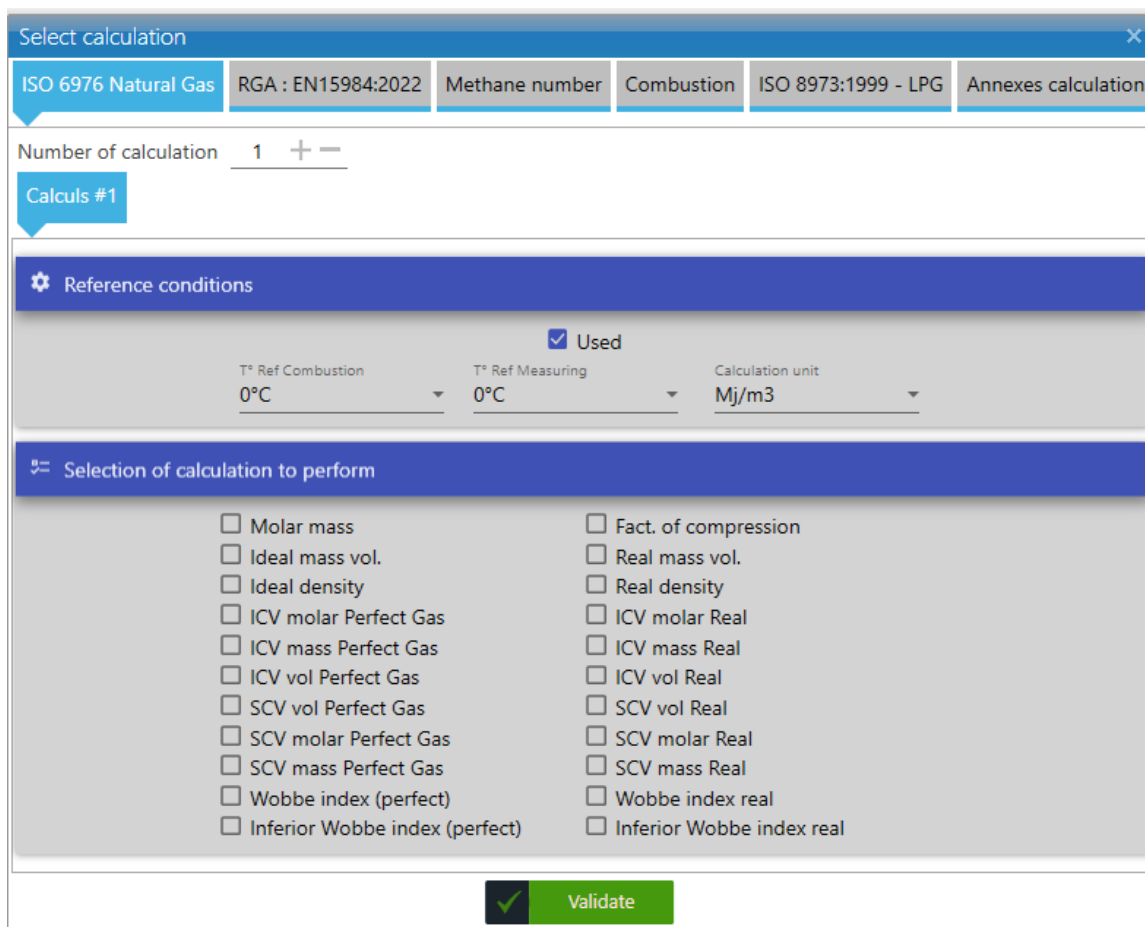 Select calculation
ISO 6976 Natural Gas RGA : EN15984:2022 Methane number Combustion ISO 8973:1999 - LPG Annexes calculation
Number of calculation 1
Calculs #1
Reference conditions
Used
T° Ref Combustion T° Ref Measuring Calculation unit
0°C 0°C Mj/m3
Selection of calculation to perform
Molar mass Fact. of compression
Ideal mass vol. Real mass vol.
Ideal density Real density
ICV molar Perfect Gas ICV molar Real
ICV mass Perfect Gas ICV mass Real
ICV vol Perfect Gas ICV vol Real
SCV vol Perfect Gas SCV vol Real
SCV molar Perfect Gas SCV molar Real
SCV mass Perfect Gas SCV mass Real
Wobbe index (perfect) Wobbe index real
Inferior Wobbe index (perfect) Inferior Wobbe index real
Validate